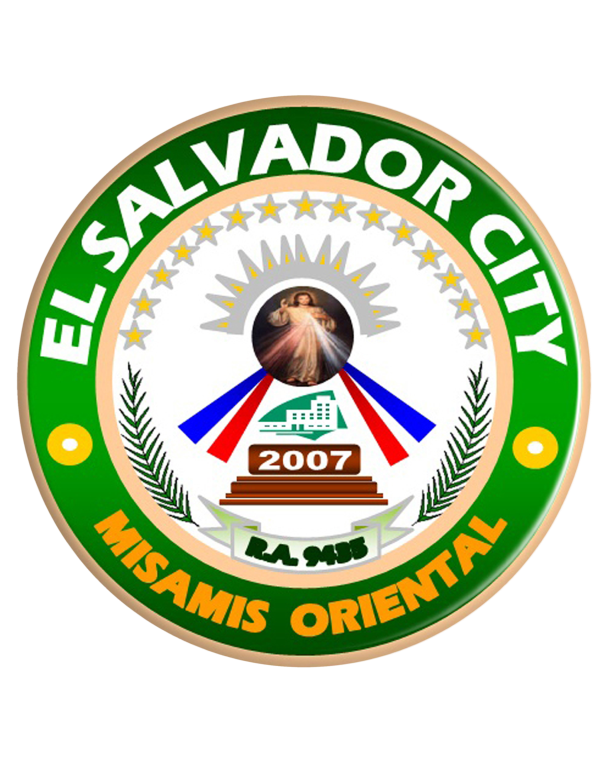 EL SALVADOR CITY
2007
R.A. 9435
MISAMIS ORIENTAL